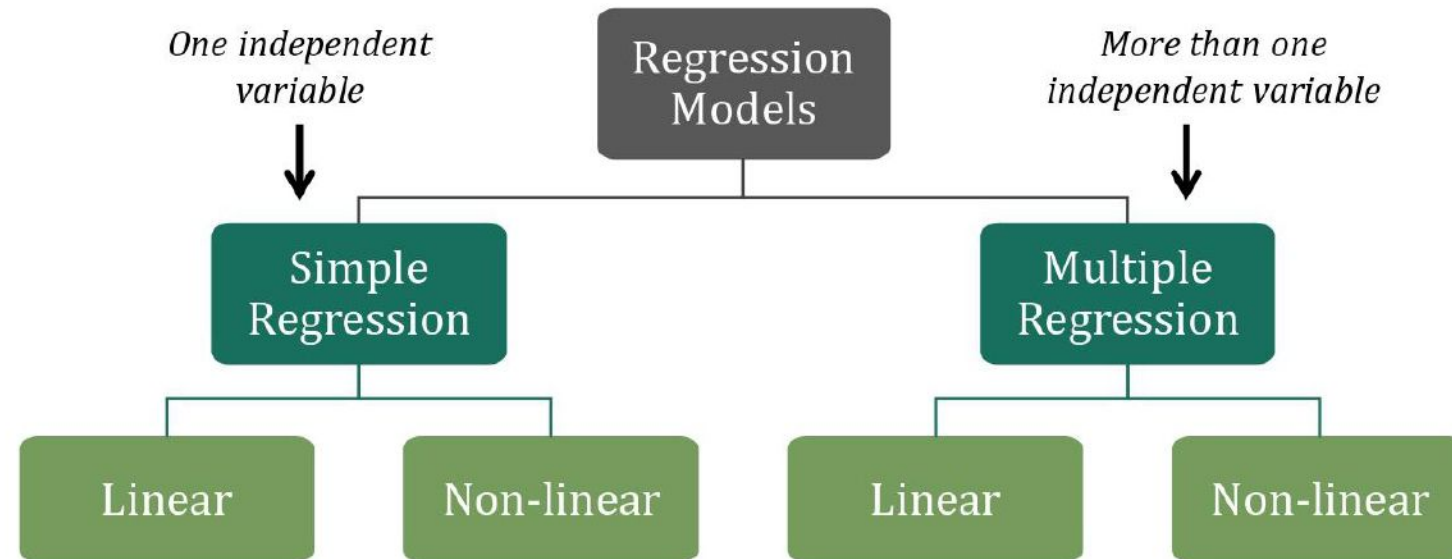 One independent
variable
Regression
Models
More than one
independent variable
Simple
Regression
Multiple
Regression
Linear
Non-linear
Linear
Non-linear